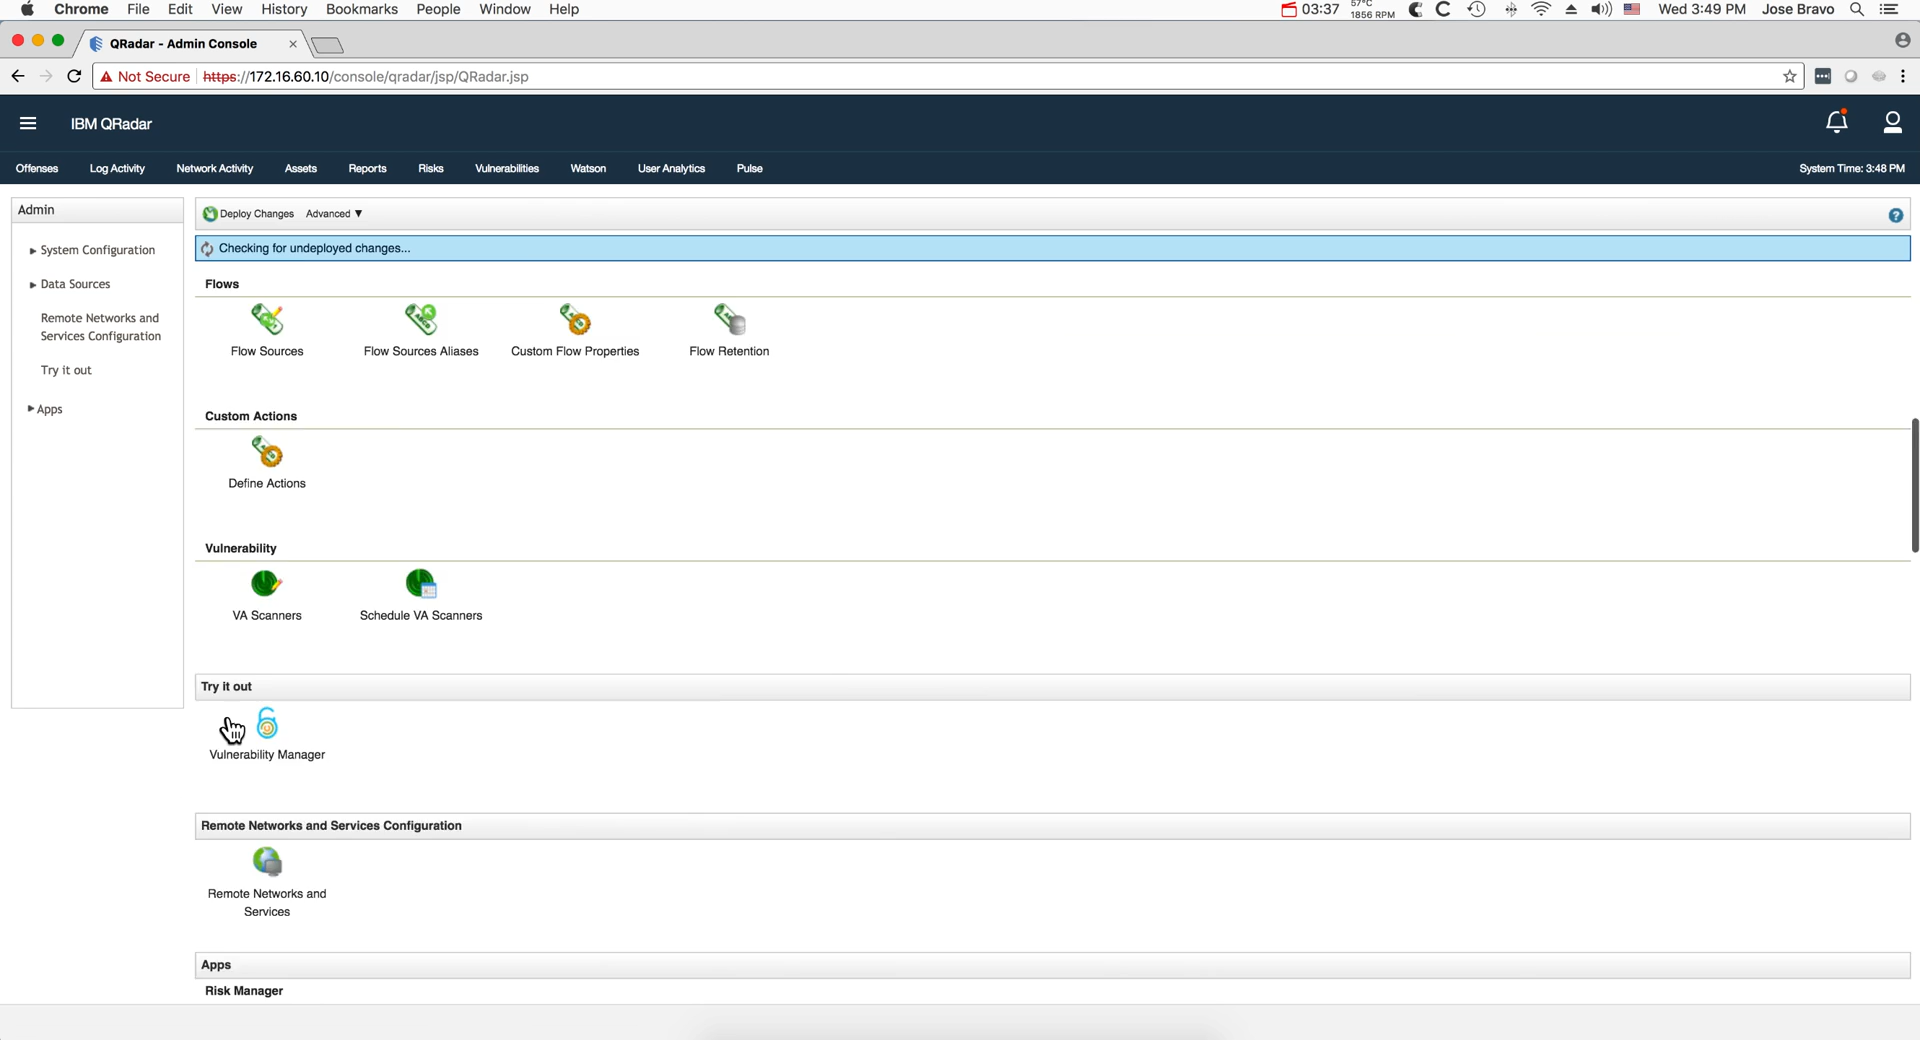 Chrome File Edit View History Bookmarks People Window Help 03:37 57°C 1856 RPM Wed 3:49 PM Jose Bravo
QRadar - Admin Console
Not Secure https://172.16.60.10/console/qradar/jsp/QRadar.jsp
IBM QRadar
Offenses Log Activity Network Activity Assets Reports Risks Vulnerabilities Watson User Analytics Pulse System Time: 3:48 PM
Admin
System Configuration
Data Sources
Remote Networks and
Services Configuration
Try it out
Apps
Deploy Changes Advanced
Checking for undeployed changes...
Flows
Flow Sources Flow Sources Aliases Custom Flow Properties Flow Retention
Custom Actions
Define Actions
Vulnerability
VA Scanners Schedule VA Scanners
Try it out
Vulnerability Manager
Remote Networks and Services Configuration
Remote Networks and
Services
Apps
Risk Manager